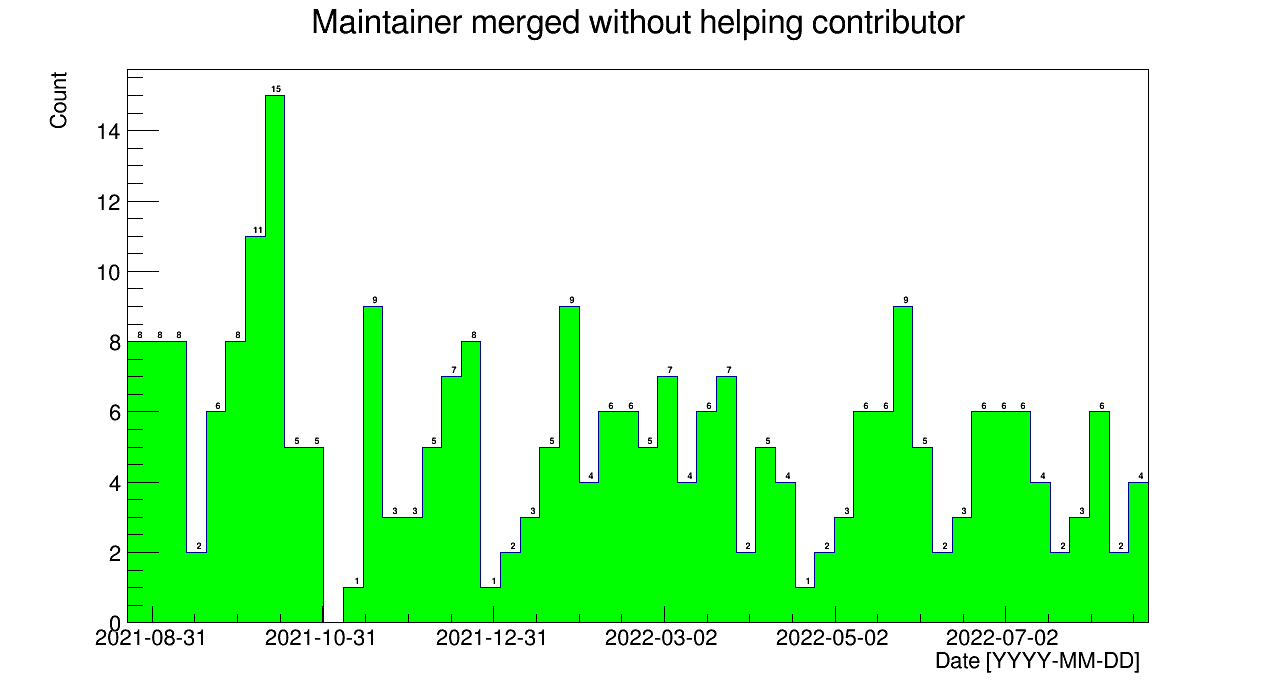 Maintainer merged without helping contributor
Count
15
14
12
11
10
9 9 9
8 8 8 8 8 8
7 7 7
6 6 6 6 6 6 6 6 6 6 6
5 5 5 5 5 5 5
4 4 4 4 4
3 3 3 3 3 3
2 2 2 2 2 2 2 2
1 1 1
0
2021-08-31 2021-10-31 2021-12-31 2022-03-02 2022-05-02 2022-07-02
Date [YYYY-MM-DD]